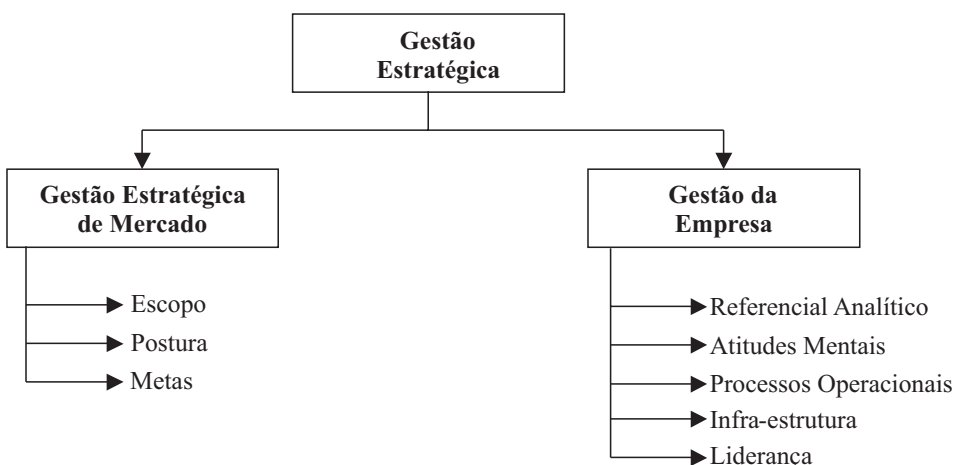 Gestão
Estratégica
Gestão Estratégica
de Mercado
Escopo
Postura
Metas
Gestão da
Empresa
Referencial Analítico
Atitudes Mentais
Processos Operacionais
Infra-estrutura
Liderança